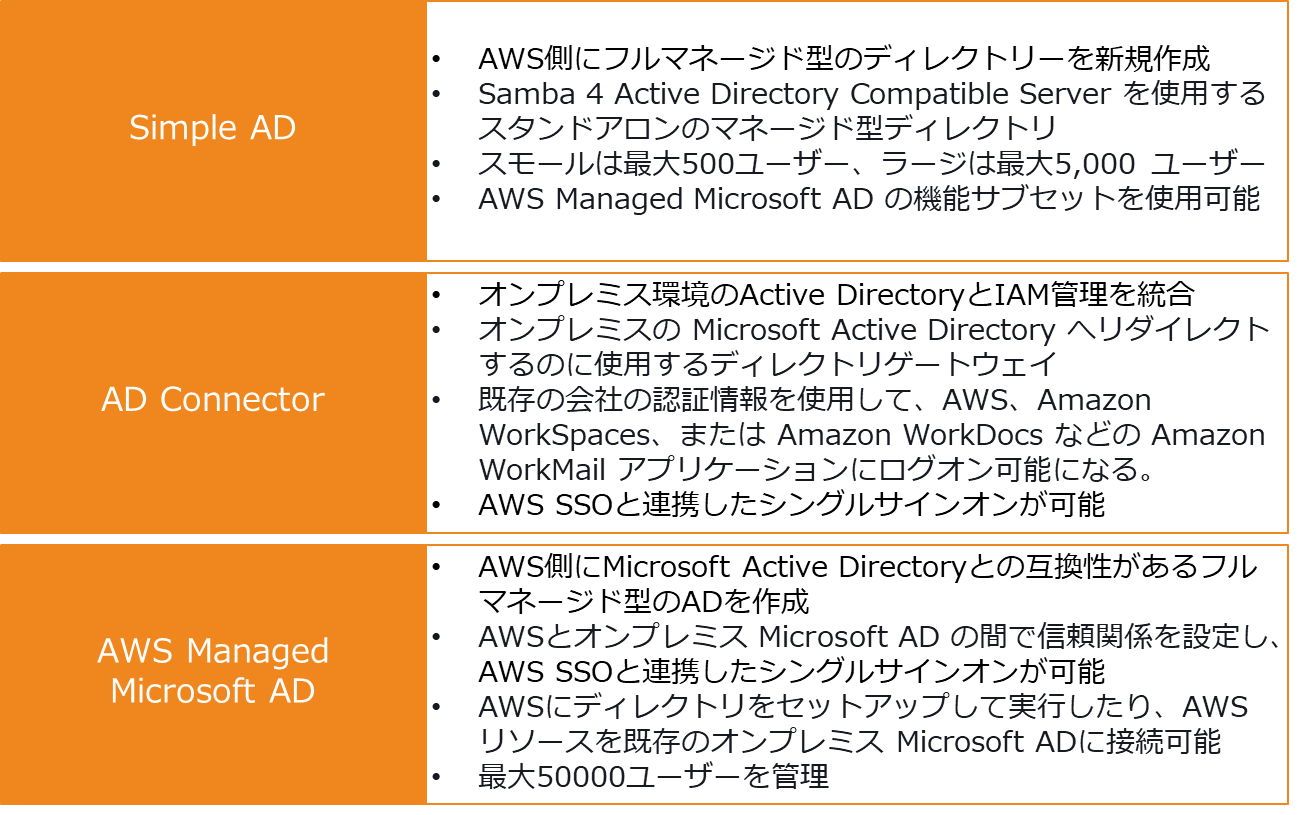 Simple AD
• AWS側にフルマネージド型のディレクトリーを新規作成
• Samba 4 Active Directory Compatible Server を使用する
スタンドアロンのマネージド型ディレクトリ
• スモールは最大500ユーザー、ラージは最大5,000 ユーザー
• AWS Managed Microsoft AD の機能サブセットを使用可能
AD Connector
• オンプレミス環境のActive DirectoryとIAM管理を統合
• オンプレミスの Microsoft Active Directory へリダイレクト
するのに使用するディレクトリゲートウェイ
• 既存の会社の認証情報を使用して、AWS、Amazon
WorkSpaces、または Amazon WorkDocs などの Amazon
WorkMail アプリケーションにログオン可能になる。
• AWS SSOと連携したシングルサインオンが可能
AWS Managed
Microsoft AD
• AWS側にMicrosoft Active Directoryとの互換性があるフル
マネージド型のADを作成
• AWSとオンプレミス Microsoft AD の間で信頼関係を設定し、
AWS SSOと連携したシングルサインオンが可能
• AWSにディレクトリをセットアップして実行したり、AWS
リソースを既存のオンプレミス Microsoft ADに接続可能
• 最大50000ユーザーを管理